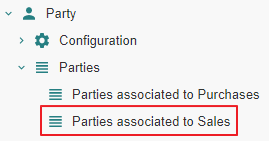 Party
Configuration
Parties
Parties associated to Purchases
Parties associated to Sales